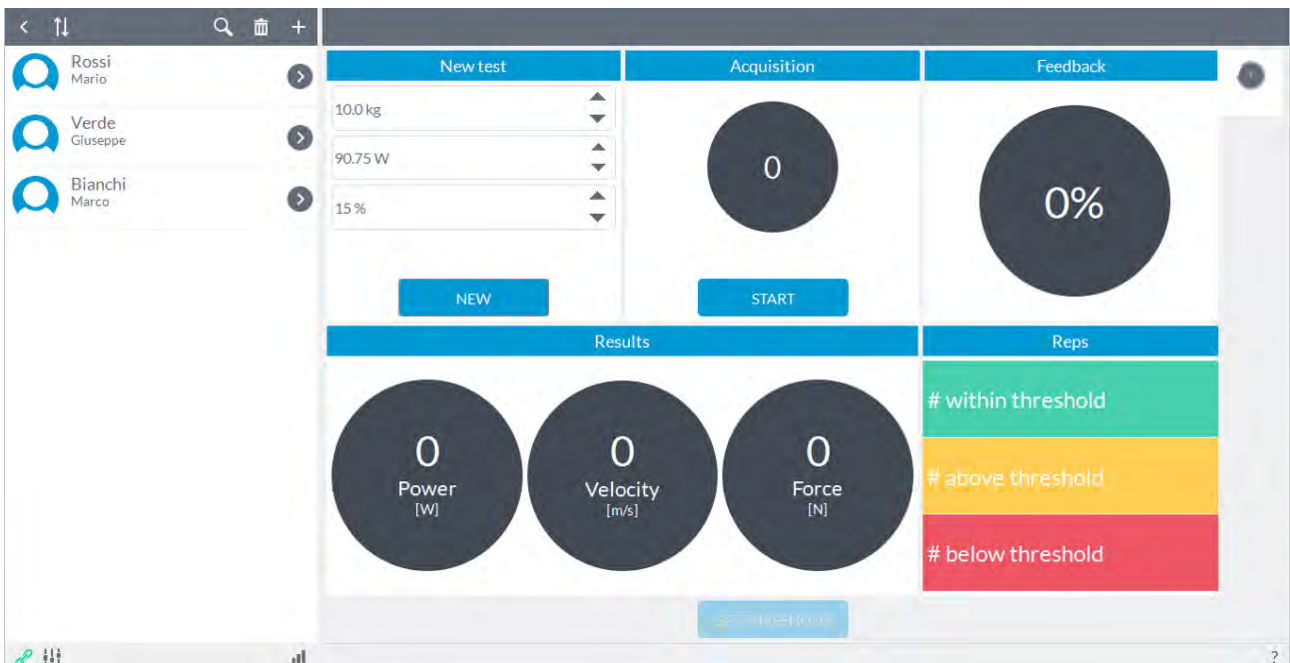 Rossi
Mario
Verde
Giuseppe
Bianchi
Marco
New test
10.0 kg
90.75 W
15 %
NEW
Acquisition
0
START
Feedback
0%
Results
0
Power
[W]
0
Velocity
[m/s]
0
Force
[N]
Reps
# within threshold
# above threshold
# below threshold
?